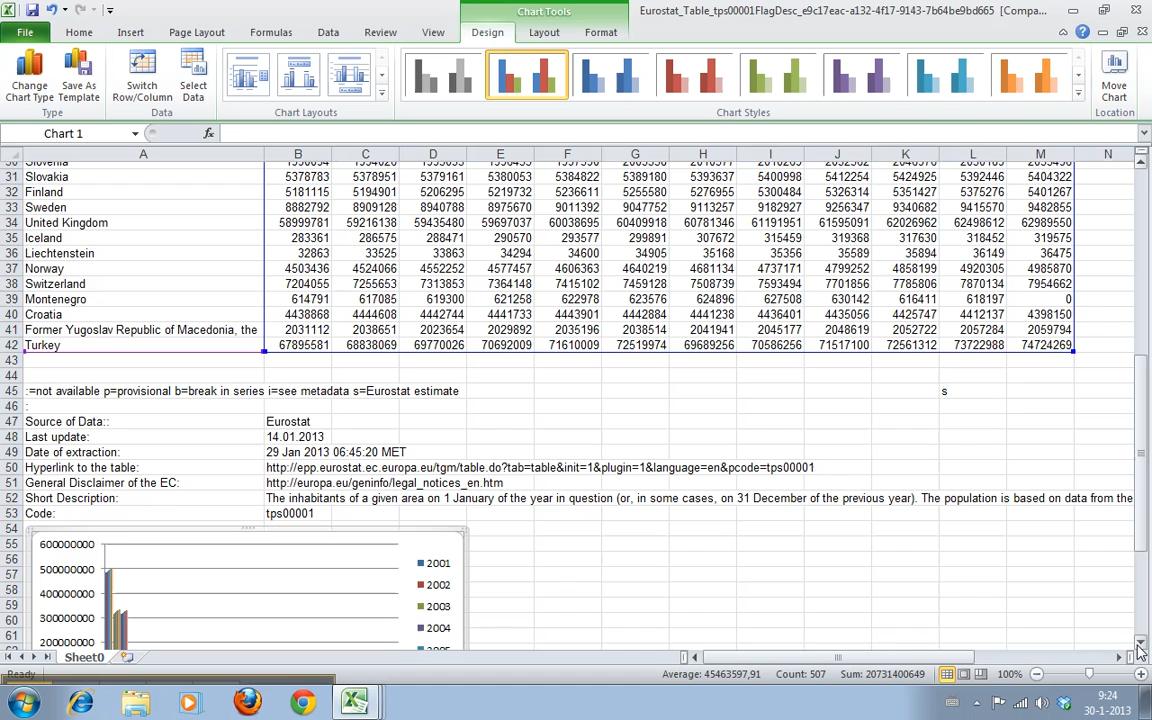 Chart Tools
Eurostat_Table_tps00001FlagDesc_e9c17eac-a132-4f17-9143-7b64be9bd665 [Compa...
File Home Insert Page Layout Formulas Data Review View Design Layout Format
Change Chart Type
Save As Template
Switch Row/Column
Select Data
Move Chart
Type Data Chart Layouts Chart Styles Location
Chart 1 fx
A B C D E F G H I J K L M N
Slovenia
31 Slovakia 5378783 5378951 5379161 5380053 5384822 5389180 5393637 5400998 5412254 5424925 5392446 5404322
32 Finland 5181115 5194901 5206295 5219732 5236611 5255580 5276955 5300484 5326314 5351427 5375276 5401267
33 Sweden 8882792 8909128 8940788 8975670 9011392 9047752 9113257 9182927 9256347 9340682 9415570 9482855
34 United Kingdom 58999781 59216138 59435480 59697037 60038695 60409918 60781346 61191951 61595091 62026962 62498612 62989550
35 Iceland 283361 286575 288471 290570 293577 299891 307672 315459 319368 317630 318452 319575
36 Liechtenstein 32863 33525 33863 34294 34600 34905 35168 35356 35589 35894 36149 36475
37 Norway 4503436 4524066 4552252 4577457 4606363 4640219 4681134 4737171 4799252 4858199 4920305 4985870
38 Switzerland 7204055 7255653 7313853 7364148 7415102 7459128 7508739 7593494 7701856 7785806 7870134 7954662
39 Montenegro 614791 617085 619300 621258 622978 623576 624896 627508 630142 616411 618197 0
40 Croatia 4438868 4444608 4442744 4441733 4443901 4442884 4441238 4436401 4435056 4425747 4412137 4398150
41 Former Yugoslav Republic of Macedonia, the 2031112 2038651 2023654 2029892 2035196 2038514 2041941 2045177 2048619 2052722 2057284 2059794
42 Turkey 67895581 68838069 69770026 70692009 71610009 72519974 69689256 70586256 71517100 72561312 73722988 74724269
43
44
45 :=not available p=provisional b=break in series i=see metadata s=Eurostat estimate s
46 :
47 Source of Data:: Eurostat
48 Last update: 14.01.2013
49 Date of extraction: 29 Jan 2013 06:45:20 MET
50 Hyperlink to the table: http://epp.eurostat.ec.europa.eu/tgm/table.do?tab=table&init=1&plugin=1&language=en&pcode=tps00001
51 General Disclaimer of the EC: http://europa.eu/geninfo/legal_notices_en.htm
52 Short Description: The inhabitants of a given area on 1 January of the year in question (or, in some cases, on 31 December of the previous year). The population is based on data from the
53 Code: tps00001
54
55 600000000
56 2001
57 500000000
2002
58 400000000
59 2003
60 300000000
2004
61
200000000
Sheet0
Ready Average: 45463597,91 Count: 507 Sum: 20731400649 100%
9:24
30-1-2013